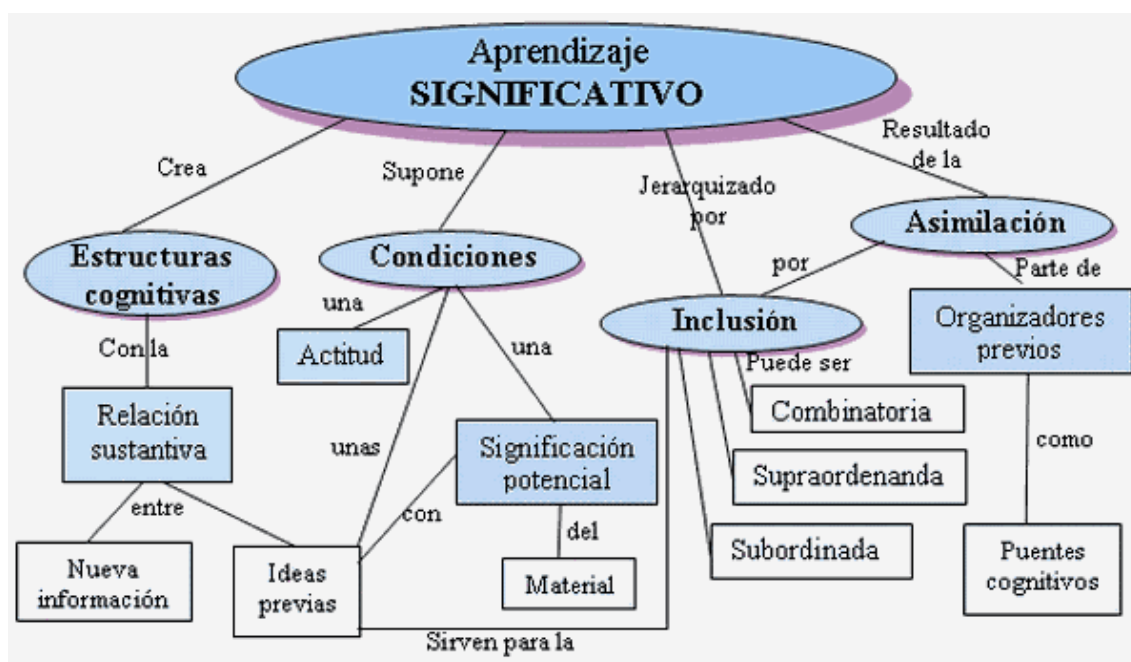 Aprendizaje
SIGNIFICATIVO
Crea
Supone
Jerarquizado
por
Resultado
de la
Estructuras
cognitivas
Condiciones
Asimilación
por
Parte de
Inclusión
Organizadores
previos
Con la
una
Actitud
una
Puede ser
Relación
sustantiva
unas
Significación
potencial
Combinatoria
Supraordenanda
Subordinada
como
entre
con
del
Nueva
información
Ideas
previas
Material
Puentes
cognitivos
Sirven para la